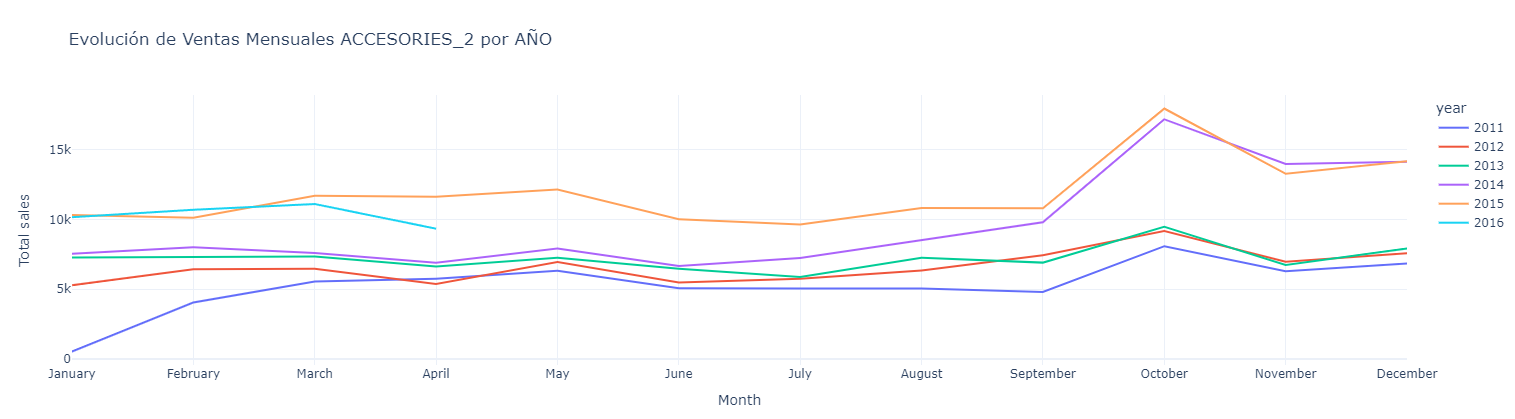 Evolución de Ventas Mensuales ACCESORIES_2 por AÑO
Total sales
15k
10k
5k
0
January February March April May June July August September October November December
Month
year
2011
2012
2013
2014
2015
2016